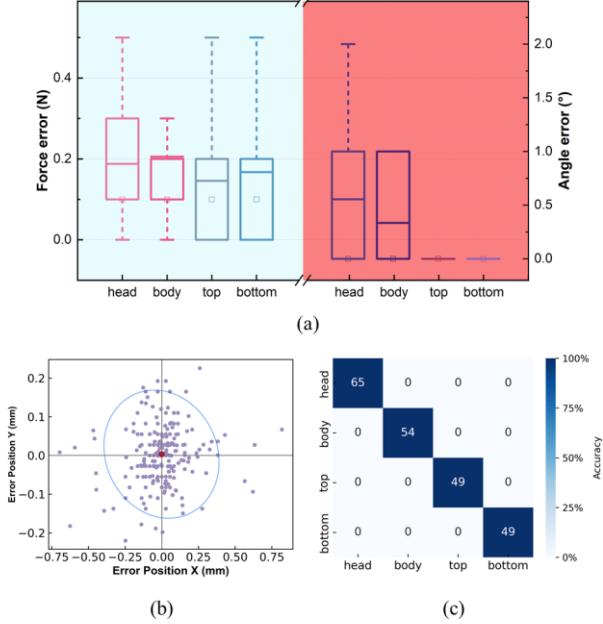 Force error (N)
0.4
0.2
0.0
head body top bottom
head body top bottom
2.0
1.5
1.0
0.5
0.0
Angle error (°)
(a)
Error Position Y (mm)
0.2
0.1
0.0
−0.1
−0.2
−0.75 −0.50 −0.25 0.00 0.25 0.50 0.75
Error Position X (mm)
(b)
head 65 0 0 0
body 0 54 0 0
top 0 0 49 0
bottom 0 0 0 49
head body top bottom
100%
75%
50%
25%
0%
Accuracy
(c)